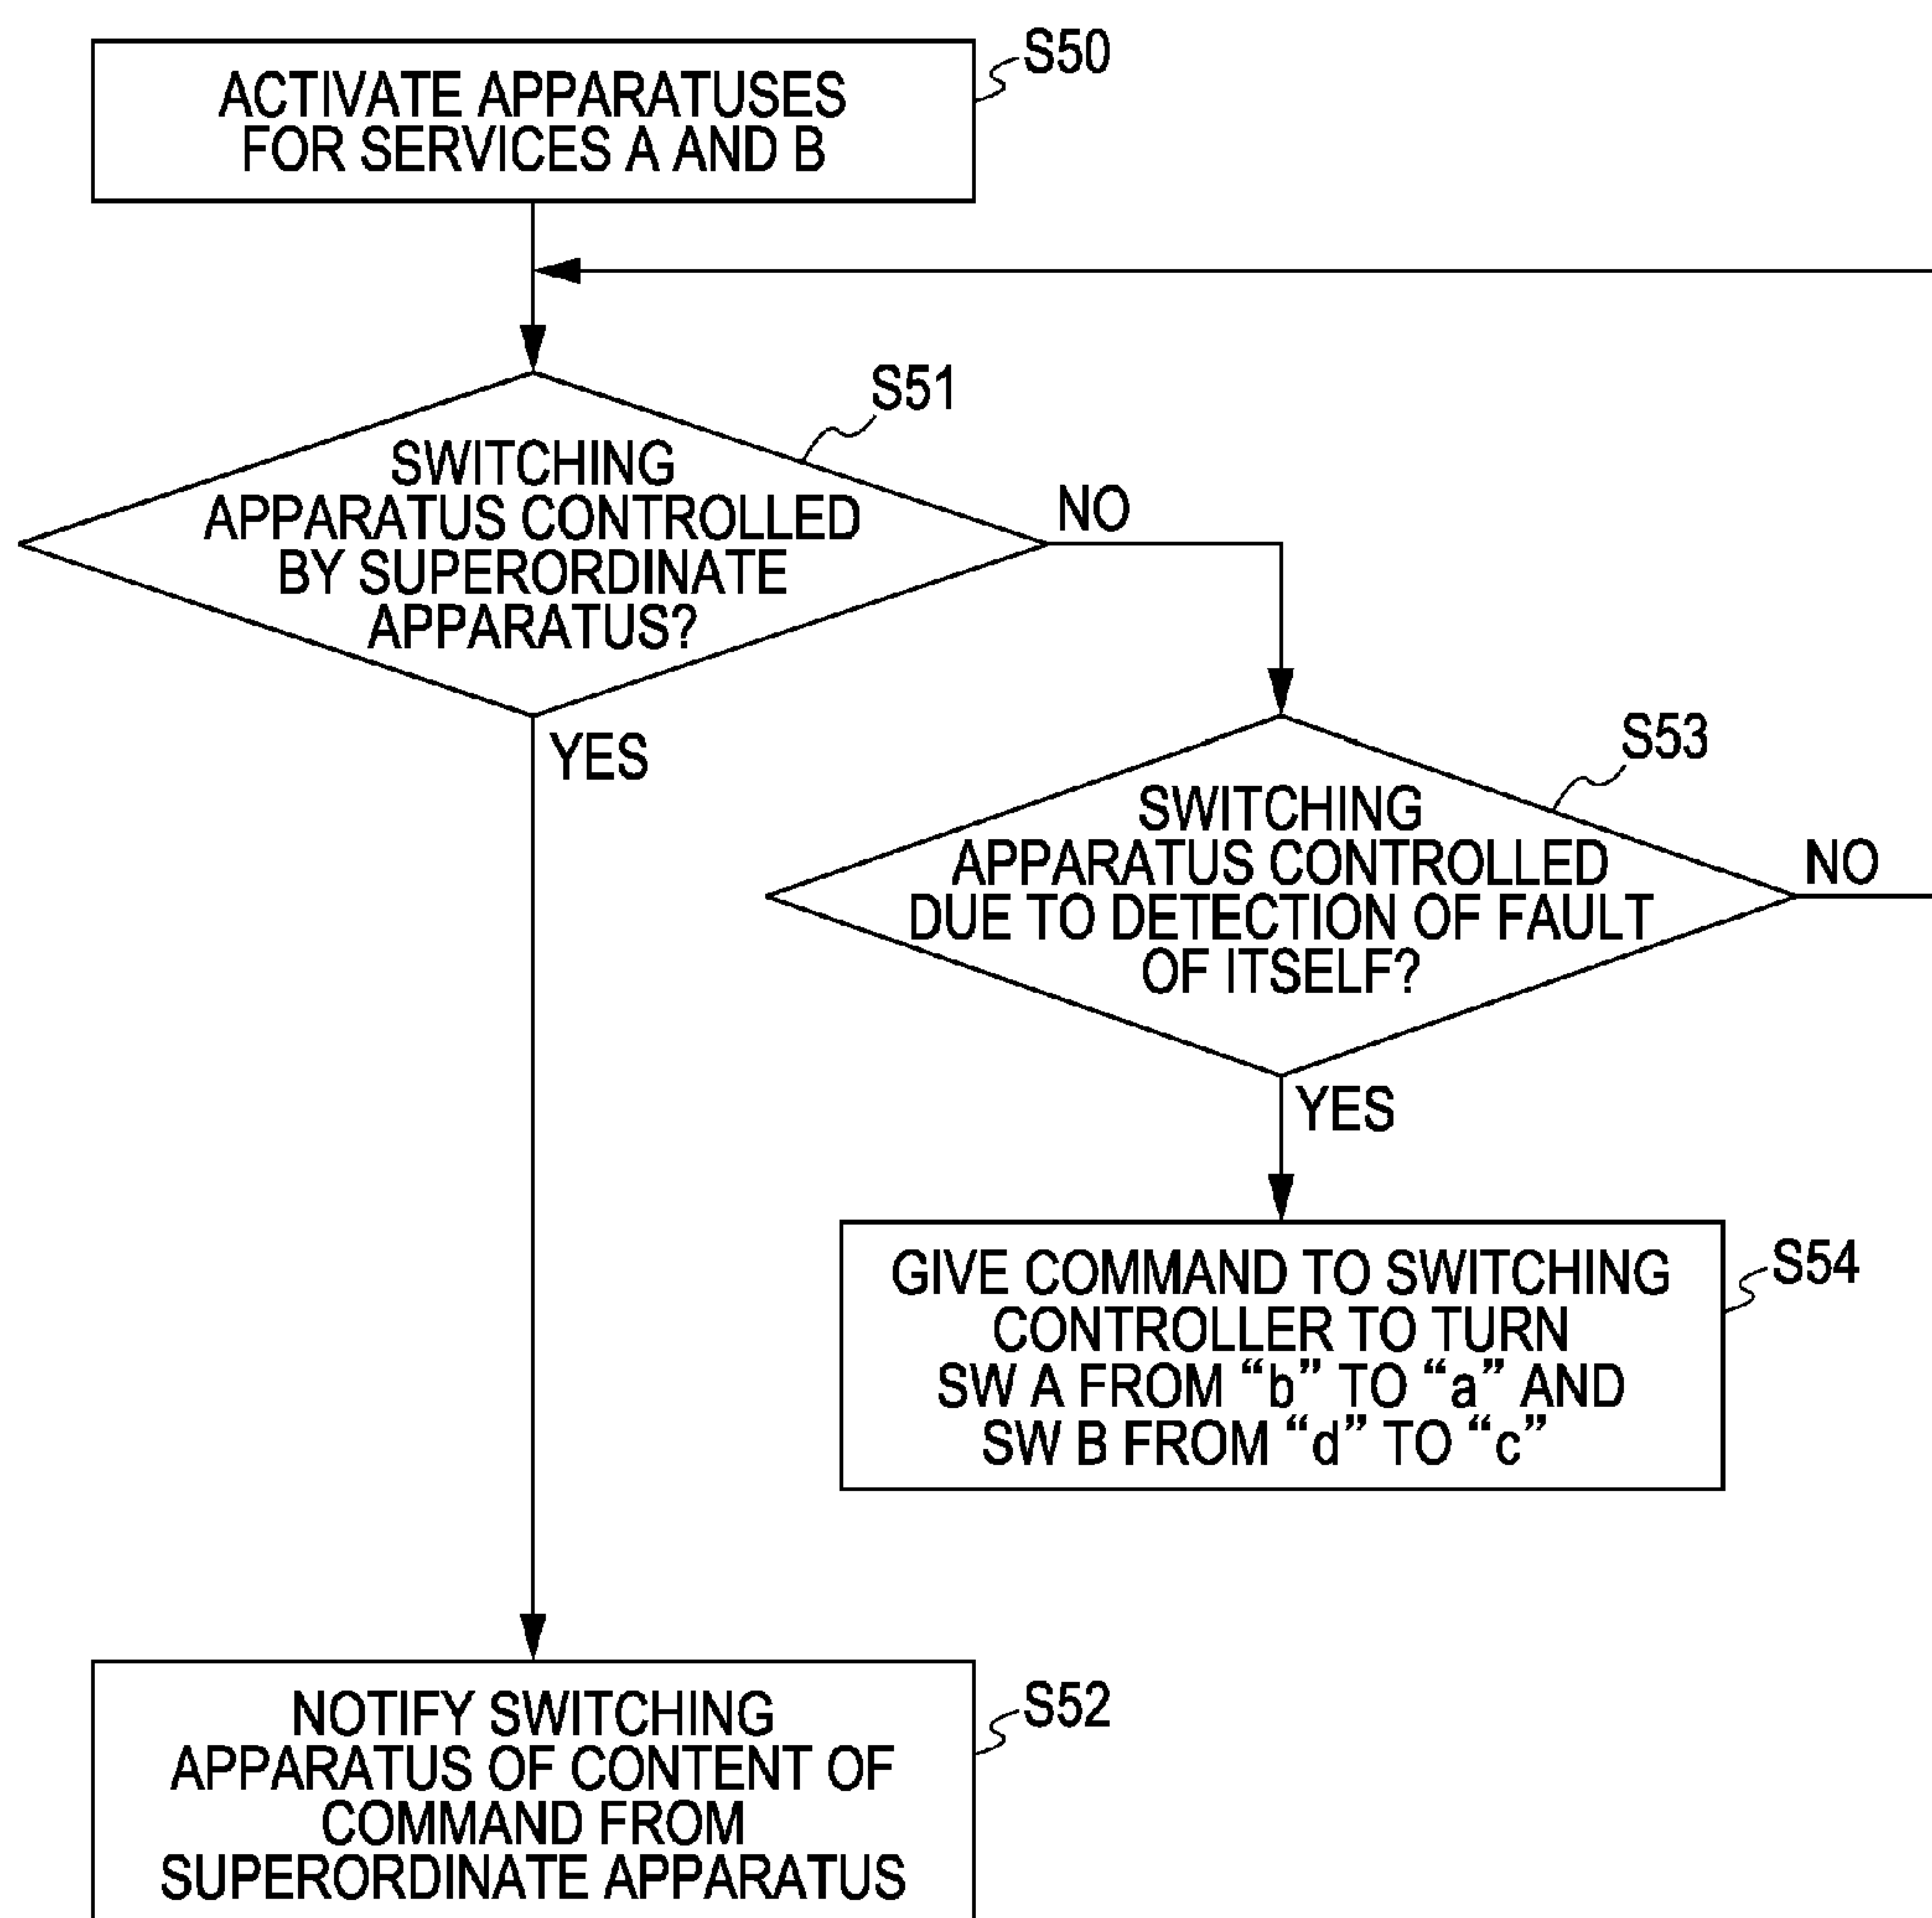 S50
ACTIVATE APPARATUSES
FOR SERVICES A AND B
S51
SWITCHING
APPARATUS CONTROLLED
BY SUPERORDINATE
APPARATUS?
NO
YES
S53
SWITCHING
APPARATUS CONTROLLED
DUE TO DETECTION OF FAULT
OF ITSELF?
NO
YES
S54
GIVE COMMAND TO SWITCHING
CONTROLLER TO TURN
SW A FROM “b” TO “a” AND
SW B FROM “d” TO “c”
S52
NOTIFY SWITCHING
APPARATUS OF CONTENT OF
COMMAND FROM
SUPERORDINATE APPARATUS